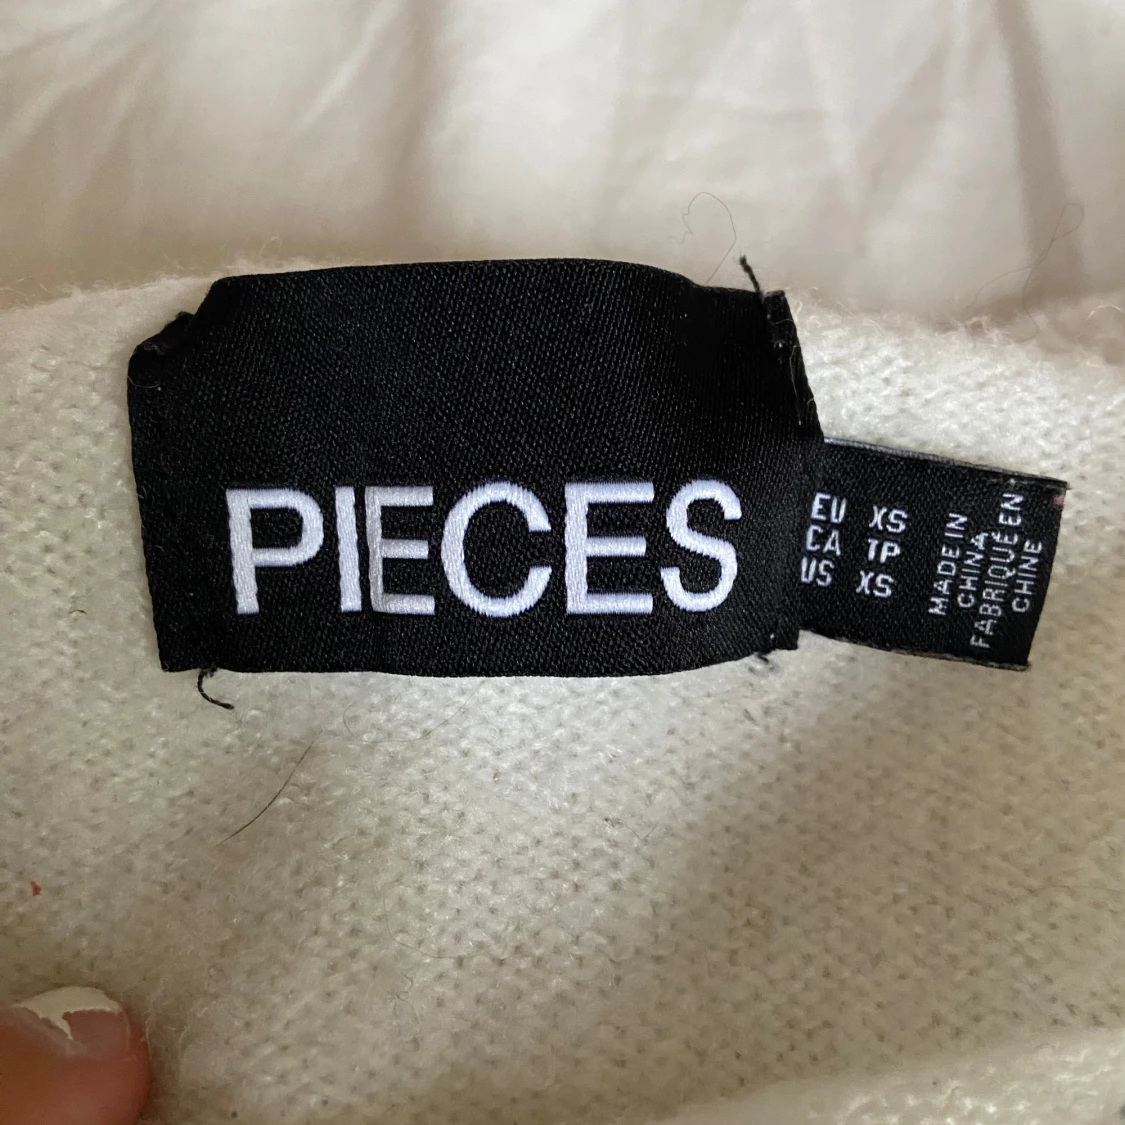 PIECES
EU XS
CA TP
US XS
MADE IN
CHINA
FABRIQUÉ EN
CHINE